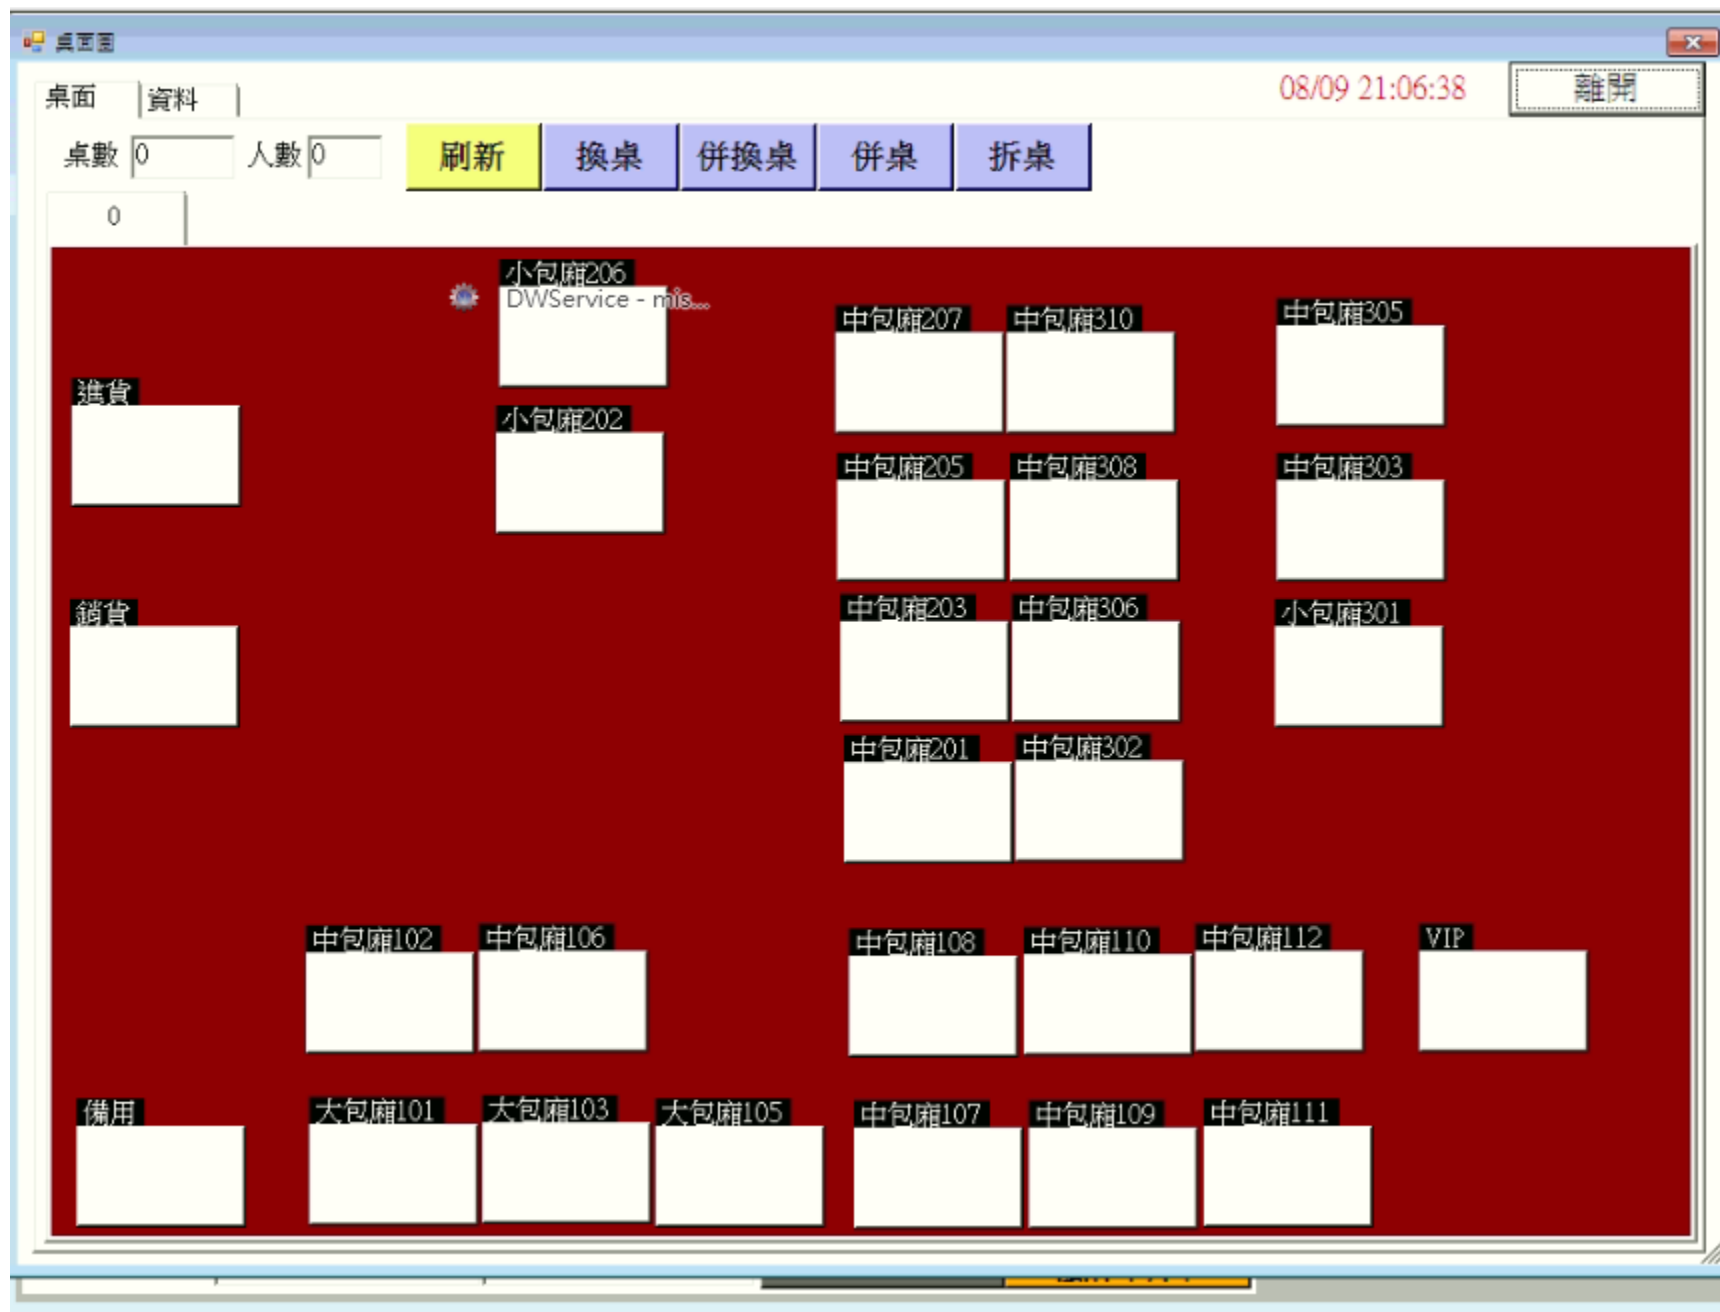 桌面圖
桌面 資料 08/09 21:06:38 離開
桌數 0 人數 0 刷新 換桌 併換桌 併桌 拆桌
0
小包廂206
DWService - mis...
中包廂207 中包廂310 中包廂305
進貨
小包廂202
中包廂205 中包廂308 中包廂303
銷貨 中包廂203 中包廂306 小包廂301
中包廂201 中包廂302
中包廂102 中包廂106 中包廂108 中包廂110 中包廂112 VIP
備用 大包廂101 大包廂103 大包廂105 中包廂107 中包廂109 中包廂111